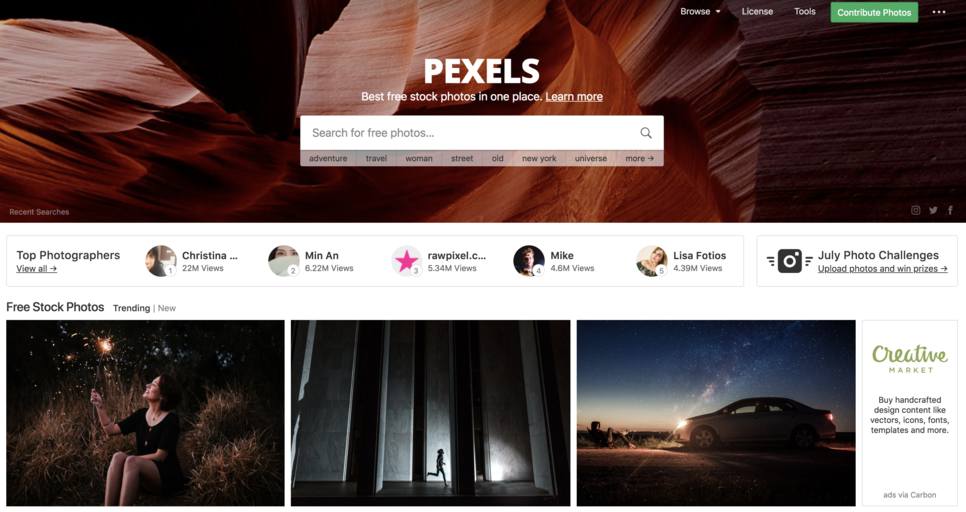 Browse License Tools Contribute Photos
PEXELS
Best free stock photos in one place. Learn more
Search for free photos...
adventure travel woman street old new york universe more →
Recent Searches
Top Photographers
View all →
1
Christina ...
22M Views
2
Min An
6.22M Views
3
rawpixel.c...
5.34M Views
4
Mike
4.6M Views
5
Lisa Fotios
4.39M Views
July Photo Challenges
Upload photos and win prizes →
Free Stock Photos Trending | New
Creative
MARKET
Buy handcrafted
design content like
vectors, icons, fonts,
templates and more.
ads via Carbon